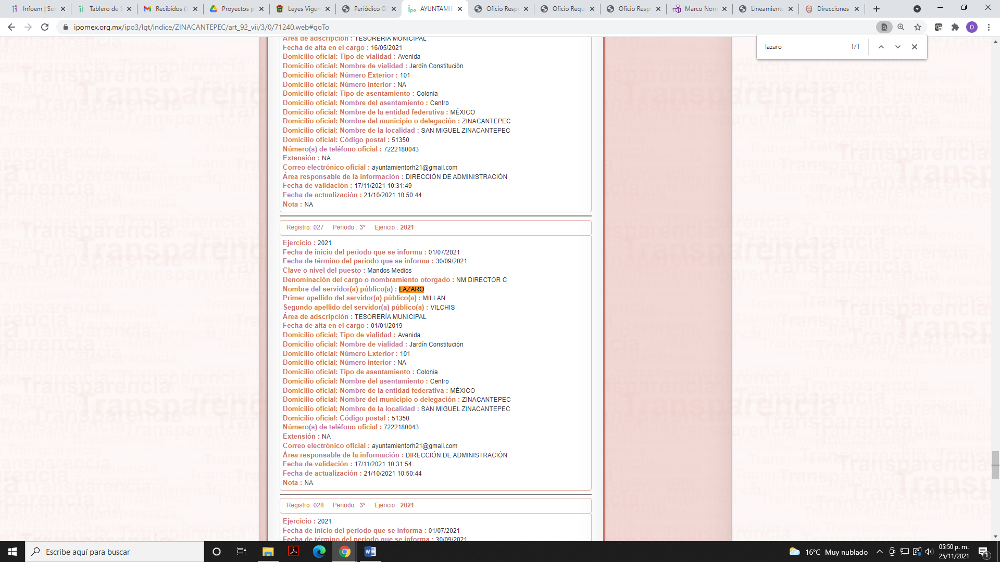 Infoem | So
Tablero de S
Recibidos (1
Proyectos p
Leyes Vigen
Periódico O
AYUNTAMIE
Oficio Resp
Oficio Requ
Oficio Resp
Marco Norm
Lineamiento
Direcciones
ipomex.org.mx/ipo3/lgt/indice/ZINACANTEPEC/art_92_vii/3/0/71240.web#goTo
O
lazaro 1/1
Área de adscripción : TESORERÍA MUNICIPAL
Fecha de alta en el cargo : 16/05/2021
Domicilio oficial: Tipo de vialidad : Avenida
Domicilio oficial: Nombre de vialidad : Jardín Constitución
Domicilio oficial: Número Exterior : 101
Domicilio oficial: Número interior : NA
Domicilio oficial: Tipo de asentamiento : Colonia
Domicilio oficial: Nombre del asentamiento : Centro
Domicilio oficial: Nombre de la entidad federativa : MÉXICO
Domicilio oficial: Nombre del municipio o delegación : ZINACANTEPEC
Domicilio oficial: Nombre de la localidad : SAN MIGUEL ZINACANTEPEC
Domicilio oficial: Código postal : 51350
Número(s) de teléfono oficial : 7222180043
Extensión : NA
Correo electrónico oficial : ayuntamientorh21@gmail.com
Área responsable de la información : DIRECCIÓN DE ADMINISTRACIÓN
Fecha de validación : 17/11/2021 10:31:49
Fecha de actualización : 21/10/2021 10:50:44
Nota : NA
Registro: 027 Periodo : 3º Ejericio : 2021
Ejercicio : 2021
Fecha de inicio del periodo que se informa : 01/07/2021
Fecha de término del periodo que se informa : 30/09/2021
Clave o nivel del puesto : Mandos Medios
Denominación del cargo o nombramiento otorgado : NM DIRECTOR C
Nombre del servidor(a) público(a) : LAZARO
Primer apellido del servidor(a) público(a) : MILLAN
Segundo apellido del servidor(a) público(a) : VILCHIS
Área de adscripción : TESORERÍA MUNICIPAL
Fecha de alta en el cargo : 01/01/2019
Domicilio oficial: Tipo de vialidad : Avenida
Domicilio oficial: Nombre de vialidad : Jardín Constitución
Domicilio oficial: Número Exterior : 101
Domicilio oficial: Número interior : NA
Domicilio oficial: Tipo de asentamiento : Colonia
Domicilio oficial: Nombre del asentamiento : Centro
Domicilio oficial: Nombre de la entidad federativa : MÉXICO
Domicilio oficial: Nombre del municipio o delegación : ZINACANTEPEC
Domicilio oficial: Nombre de la localidad : SAN MIGUEL ZINACANTEPEC
Domicilio oficial: Código postal : 51350
Número(s) de teléfono oficial : 7222180043
Extensión : NA
Correo electrónico oficial : ayuntamientorh21@gmail.com
Área responsable de la información : DIRECCIÓN DE ADMINISTRACIÓN
Fecha de validación : 17/11/2021 10:31:54
Fecha de actualización : 21/10/2021 10:50:44
Nota : NA
Registro: 028 Periodo : 3º Ejericio : 2021
Ejercicio : 2021
Fecha de inicio del periodo que se informa : 01/07/2021
Fecha de término del periodo que se informa : 30/09/2021
Escribe aquí para buscar
16°C Muy nublado
05:50 p. m.
25/11/2021
1